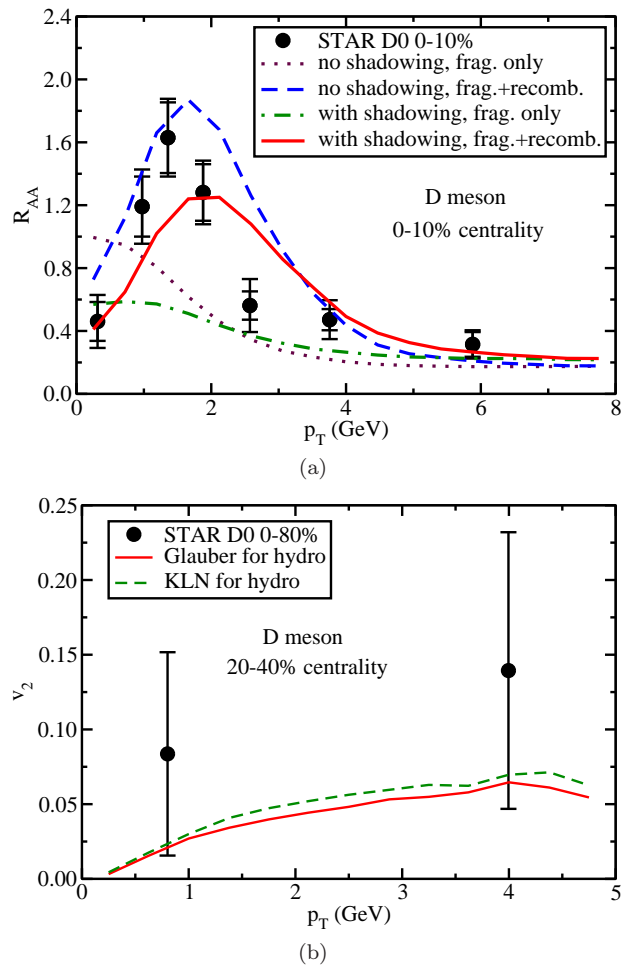 2.4
2.0
1.6
1.2
0.8
0.4
0.0
R_AA
STAR D0 0-10%
no shadowing, frag. only
no shadowing, frag.+recomb.
with shadowing, frag. only
with shadowing, frag.+recomb.
D meson
0-10% centrality
0 2 4 6 8
p_T (GeV)
(a)
0.25
0.20
0.15
0.10
0.05
0.00
v_2
STAR D0 0-80%
Glauber for hydro
KLN for hydro
D meson
20-40% centrality
0 1 2 3 4 5
p_T (GeV)
(b)